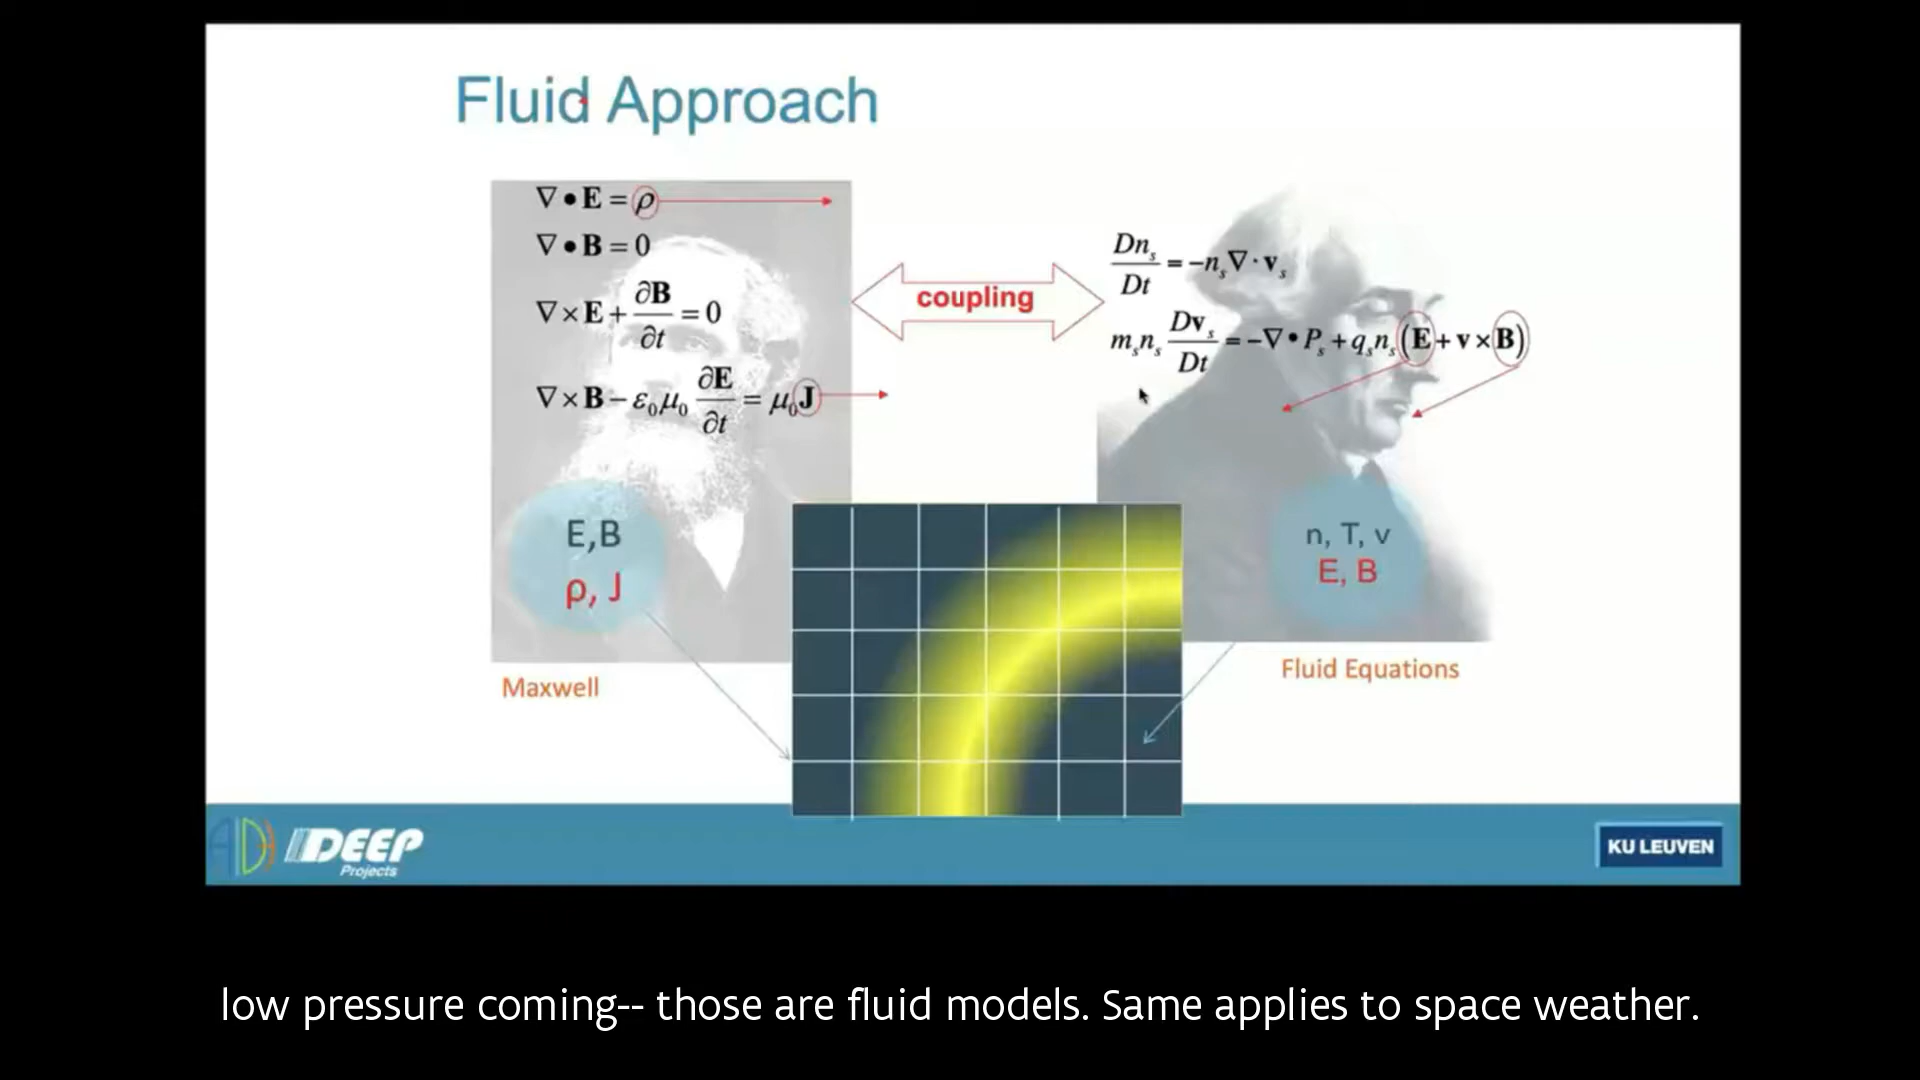 Fluid Approach
∇•E = ρ
∇•B = 0
∇×E + ∂B/∂t = 0
∇×B − ε₀μ₀ ∂E/∂t = μ₀J
coupling
Dnₛ/Dt = −nₛ∇·vₛ
mₛnₛ Dvₛ/Dt = −∇•Pₛ + qₛnₛ(E + v×B)
E,B
ρ, J
n, T, v
E, B
Maxwell
Fluid Equations
AIDA
DEEP
Projects
KU LEUVEN
low pressure coming-- those are fluid models. Same applies to space weather.